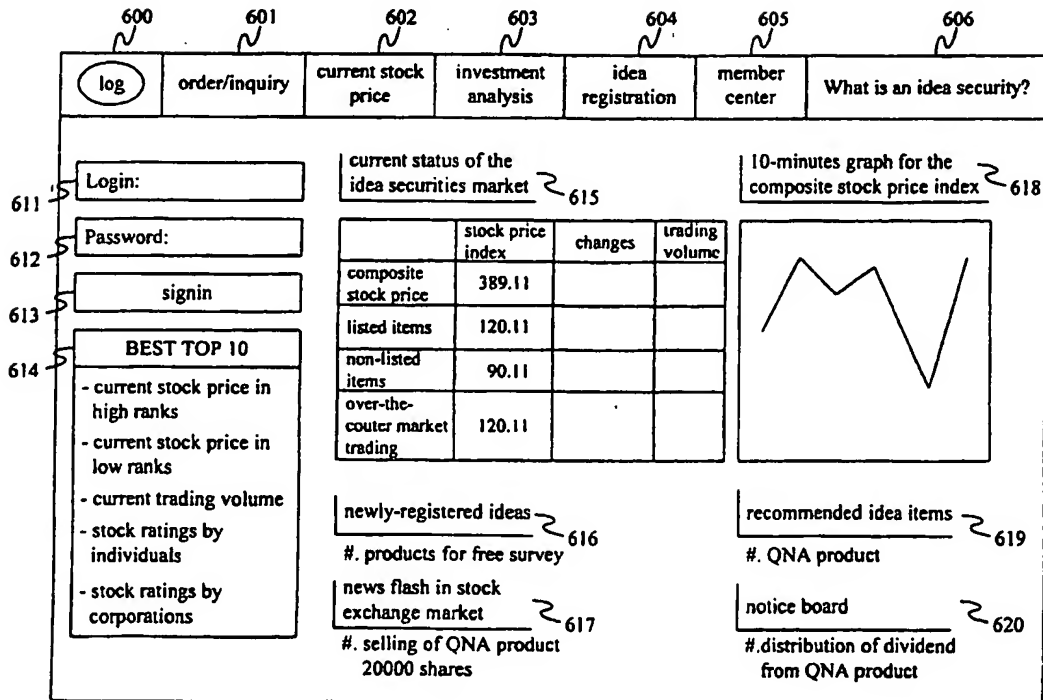 600 601 602 603 604 605 606
log
order/inquiry
current stock
price
investment
analysis
idea
registration
member
center
What is an idea security?
Login:
611
Password:
612
signin
613
BEST TOP 10
614
- current stock price in
high ranks
- current stock price in
low ranks
- current trading volume
- stock ratings by
individuals
- stock ratings by
corporations
current status of the
idea securities market
615
stock price
index
changes
trading
volume
composite
stock price
389.11
listed items
120.11
non-listed
items
90.11
over-the-
couter market
trading
120.11
newly-registered ideas
616
#. products for free survey
news flash in stock
exchange market
617
#. selling of QNA product
20000 shares
10-minutes graph for the
composite stock price index
618
recommended idea items
619
#. QNA product
notice board
620
#.distribution of dividend
from QNA product